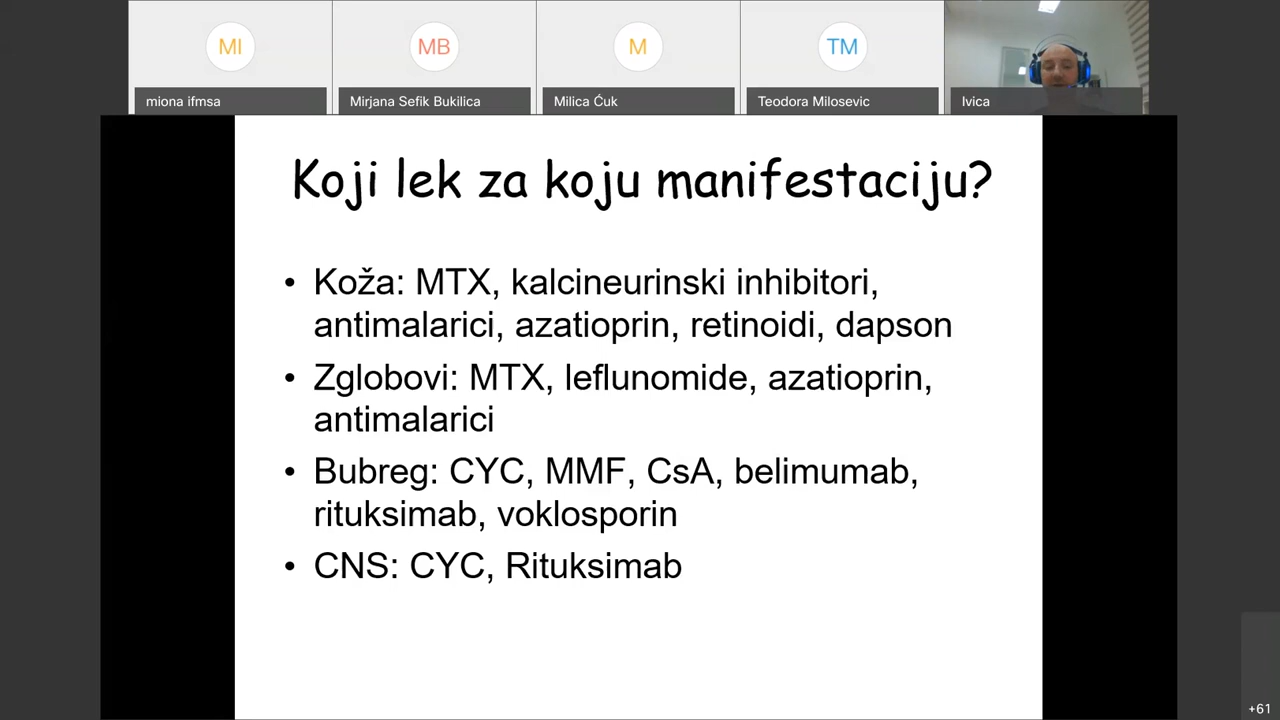 MI
MB
M
TM
miona ifmsa
Mirjana Sefik Bukilica
Milica Ćuk
Teodora Milosevic
Ivica
Koji lek za koju manifestaciju?
• Koža: MTX, kalcineurinski inhibitori,
antimalarici, azatioprin, retinoidi, dapson
• Zglobovi: MTX, leflunomide, azatioprin,
antimalarici
• Bubreg: CYC, MMF, CsA, belimumab,
rituksimab, voklosporin
• CNS: CYC, Rituksimab
+61